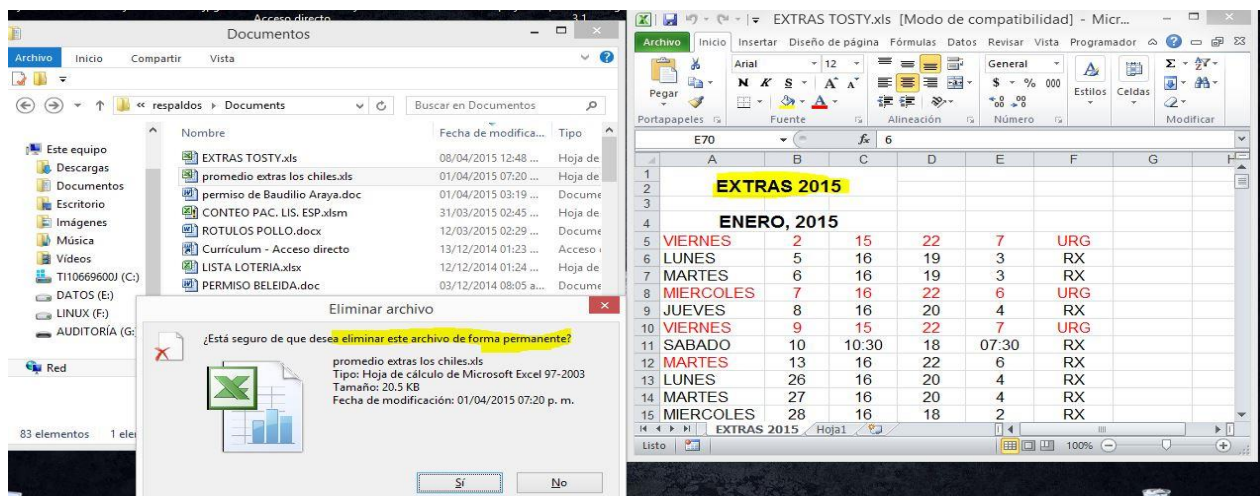 Acceso directo
3.1
Documentos
Archivo Inicio Compartir Vista
« respaldos Documents
Buscar en Documentos
Nombre Fecha de modifica... Tipo
EXTRAS TOSTY.xls 08/04/2015 12:48 ... Hoja de
promedio extras los chiles.xls 01/04/2015 07:20 ... Hoja de
permiso de Baudilio Araya.doc 01/04/2015 03:19 ... Docume
CONTEO PAC. LIS. ESP.xlsm 31/03/2015 02:45 ... Hoja de
ROTULOS POLLO.docx 12/03/2015 02:29 ... Docume
Currículum - Acceso directo 13/12/2014 01:23 ... Acceso
LISTA LOTERIA.xlsx 12/12/2014 01:24 ... Hoja de
PERMISO BELEIDA.doc 03/12/2014 08:05 a... Docume
Este equipo
Descargas
Documentos
Escritorio
Imágenes
Música
Vídeos
TI10669600J (C:)
DATOS (E:)
LINUX (F:)
AUDITORÍA (G:
Red
83 elementos 1 ele
Eliminar archivo
¿Está seguro de que desea eliminar este archivo de forma permanente?
promedio extras los chiles.xls
Tipo: Hoja de cálculo de Microsoft Excel 97-2003
Tamaño: 20.5 KB
Fecha de modificación: 01/04/2015 07:20 p. m.
Sí No
EXTRAS TOSTY.xls [Modo de compatibilidad] - Micr...
Archivo Inicio Insertar Diseño de página Fórmulas Datos Revisar Vista Programador
Pegar
Arial 12
N K S A A
General
$ % 000
Estilos Celdas
Portapapeles Fuente Alineación Número Modificar
E70 fx 6
A B C D E F G H
1
2 EXTRAS 2015
3
4 ENERO, 2015
5 VIERNES 2 15 22 7 URG
6 LUNES 5 16 19 3 RX
7 MARTES 6 16 19 3 RX
8 MIERCOLES 7 16 22 6 URG
9 JUEVES 8 16 20 4 RX
10 VIERNES 9 15 22 7 URG
11 SABADO 10 10:30 18 07:30 RX
12 MARTES 13 16 22 6 RX
13 LUNES 26 16 20 4 RX
14 MARTES 27 16 20 4 RX
15 MIERCOLES 28 16 18 2 RX
EXTRAS 2015 Hoja1
Listo 100%